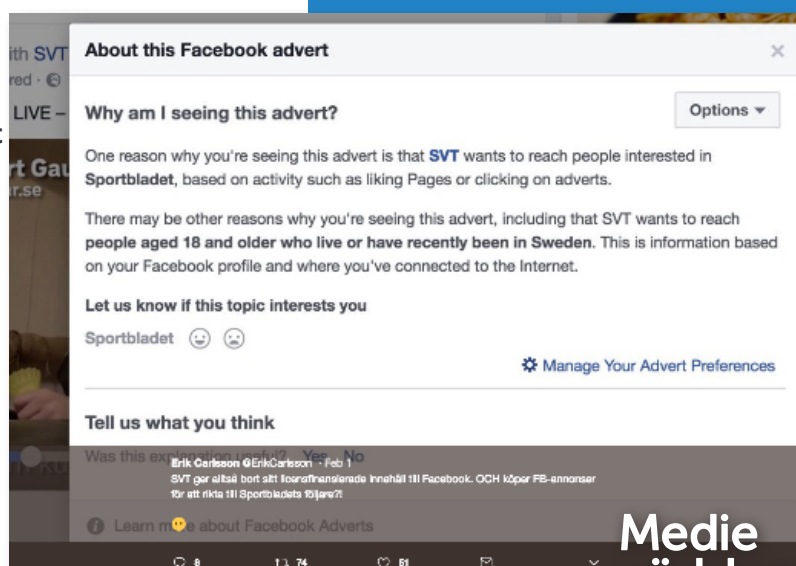 ith SVT
red ·
LIVE –
rt Gau
r.se
About this Facebook advert
×
Why am I seeing this advert?
Options
One reason why you're seeing this advert is that SVT wants to reach people interested in
Sportbladet, based on activity such as liking Pages or clicking on adverts.
There may be other reasons why you're seeing this advert, including that SVT wants to reach
people aged 18 and older who live or have recently been in Sweden. This is information based
on your Facebook profile and where you've connected to the Internet.
Let us know if this topic interests you
Sportbladet
Manage Your Advert Preferences
Tell us what you think
Was this explanation useful? Yes No
Erik Carlsson @ErikCarlsson · Feb 1
SVT ger alltså bort sitt licensfinansierade innehåll till Facebook. OCH köper FB-annonser
för att rikta till Sportbladets följare?!
Learn more about Facebook Adverts
8 74 51
Medie